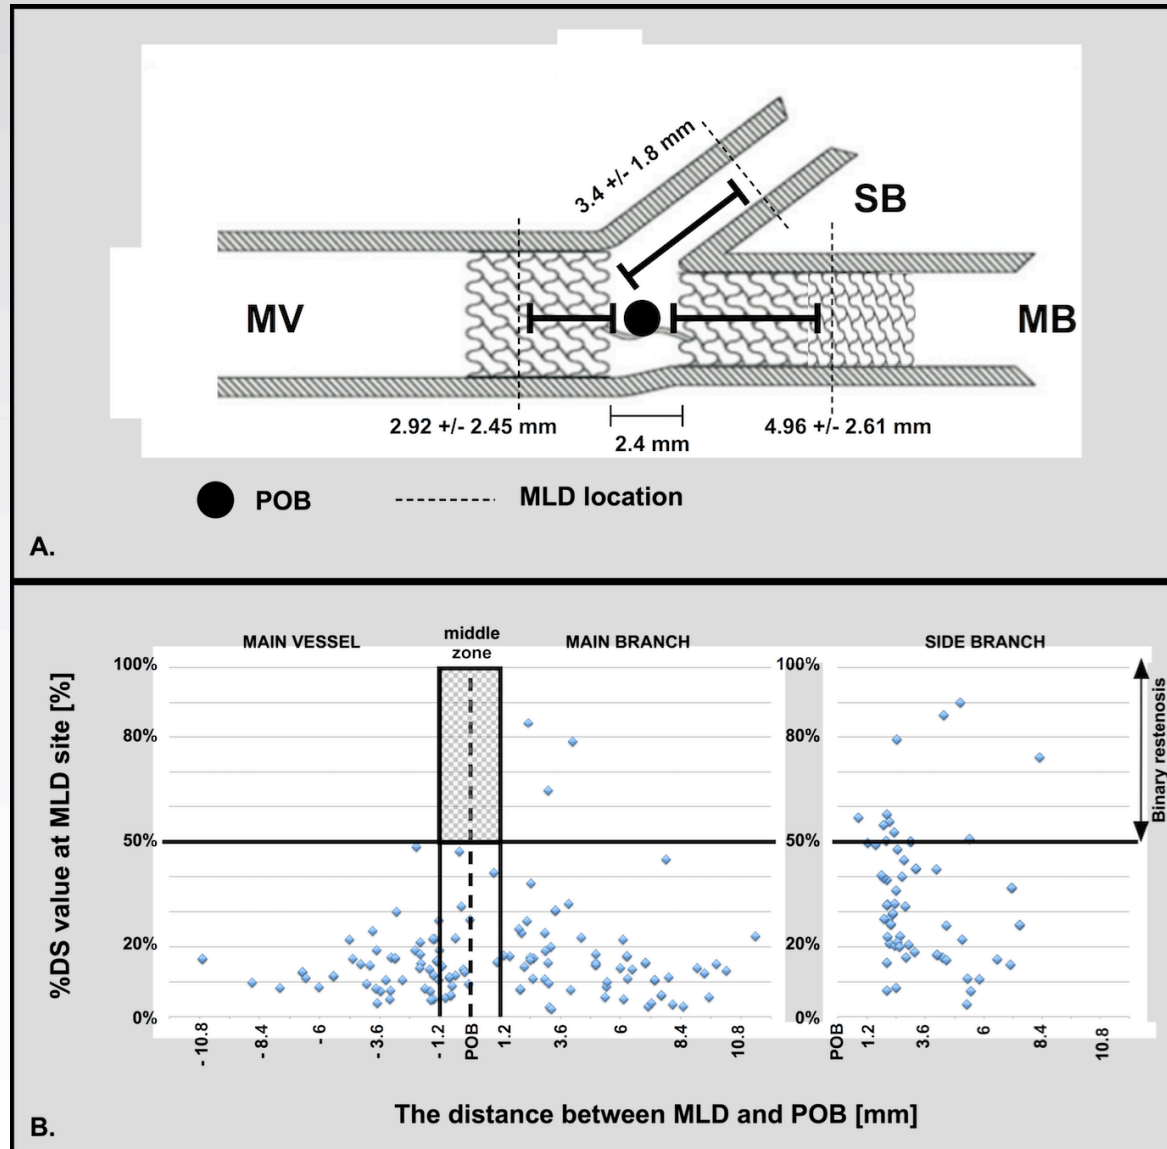 3.4 +/- 1.8 mm
SB
MV
MB
2.92 +/- 2.45 mm
2.4 mm
4.96 +/- 2.61 mm
POB
MLD location
A.
MAIN VESSEL
middle
zone
MAIN BRANCH
SIDE BRANCH
%DS value at MLD site [%]
100%
80%
50%
20%
0%
100%
80%
50%
20%
0%
Binary restenosis
- 10.8
- 8.4
- 6
- 3.6
- 1.2
POB
1.2
3.6
6
8.4
10.8
POB
1.2
3.6
6
8.4
10.8
The distance between MLD and POB [mm]
B.